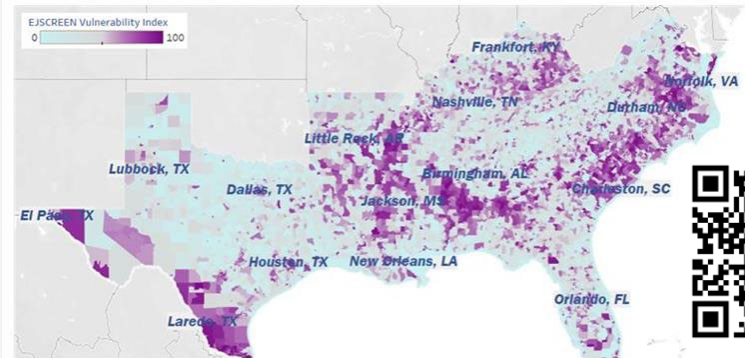 EJSCREEN Vulnerability Index
0 100
Frankfort, KY
Norfolk, VA
Nashville, TN
Durham, NC
Little Rock, AR
Lubbock, TX
Birmingham, AL
Dallas, TX
Charleston, SC
Jackson, MS
El Paso, TX
Houston, TX
New Orleans, LA
Orlando, FL
Laredo, TX